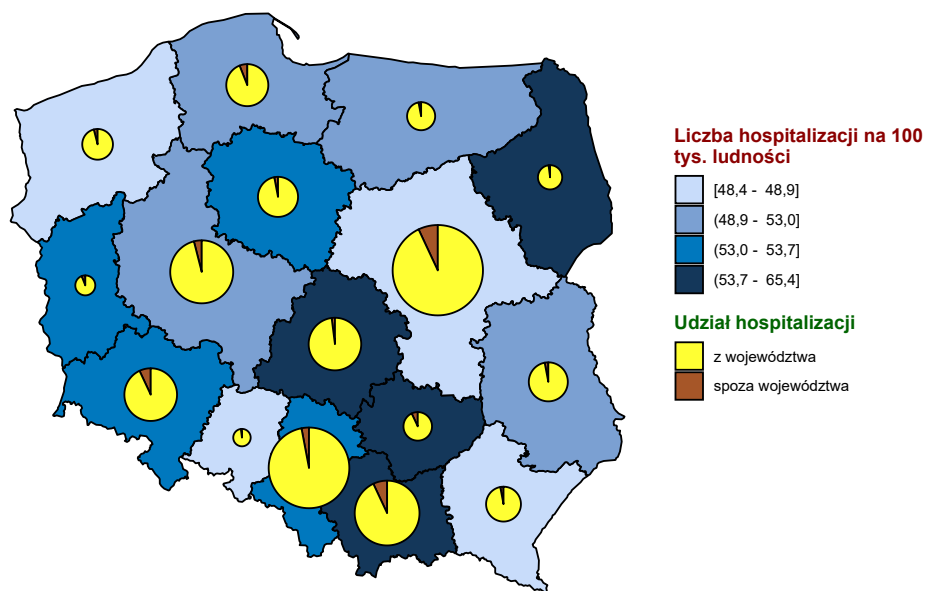 Liczba hospitalizacji na 100
tys. ludności
[48,4 - 48,9]
(48,9 - 53,0]
(53,0 - 53,7]
(53,7 - 65,4]
Udział hospitalizacji
z województwa
spoza województwa